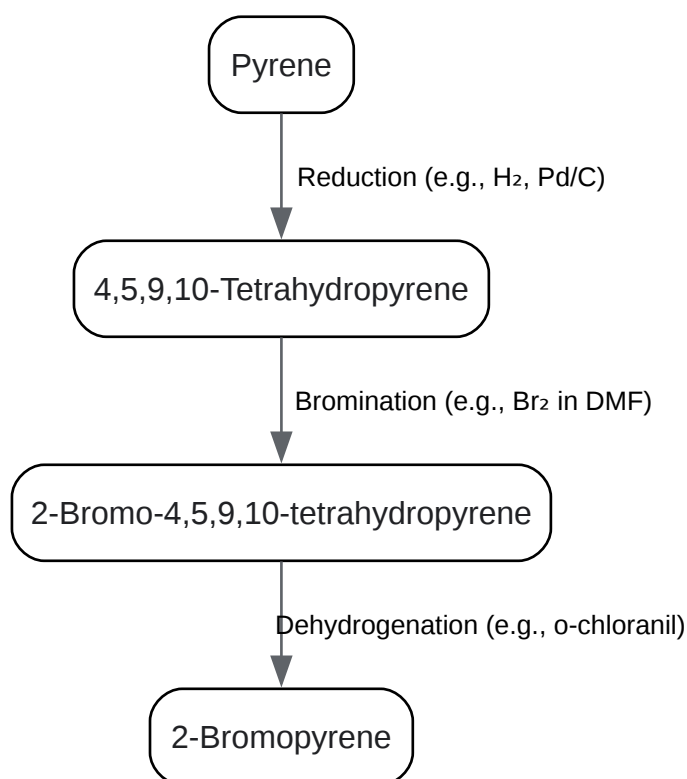 Pyrene
Reduction (e.g., H₂, Pd/C)
4,5,9,10-Tetrahydropyrene
Bromination (e.g., Br₂ in DMF)
2-Bromo-4,5,9,10-tetrahydropyrene
Dehydrogenation (e.g., o-chloranil)
2-Bromopyrene